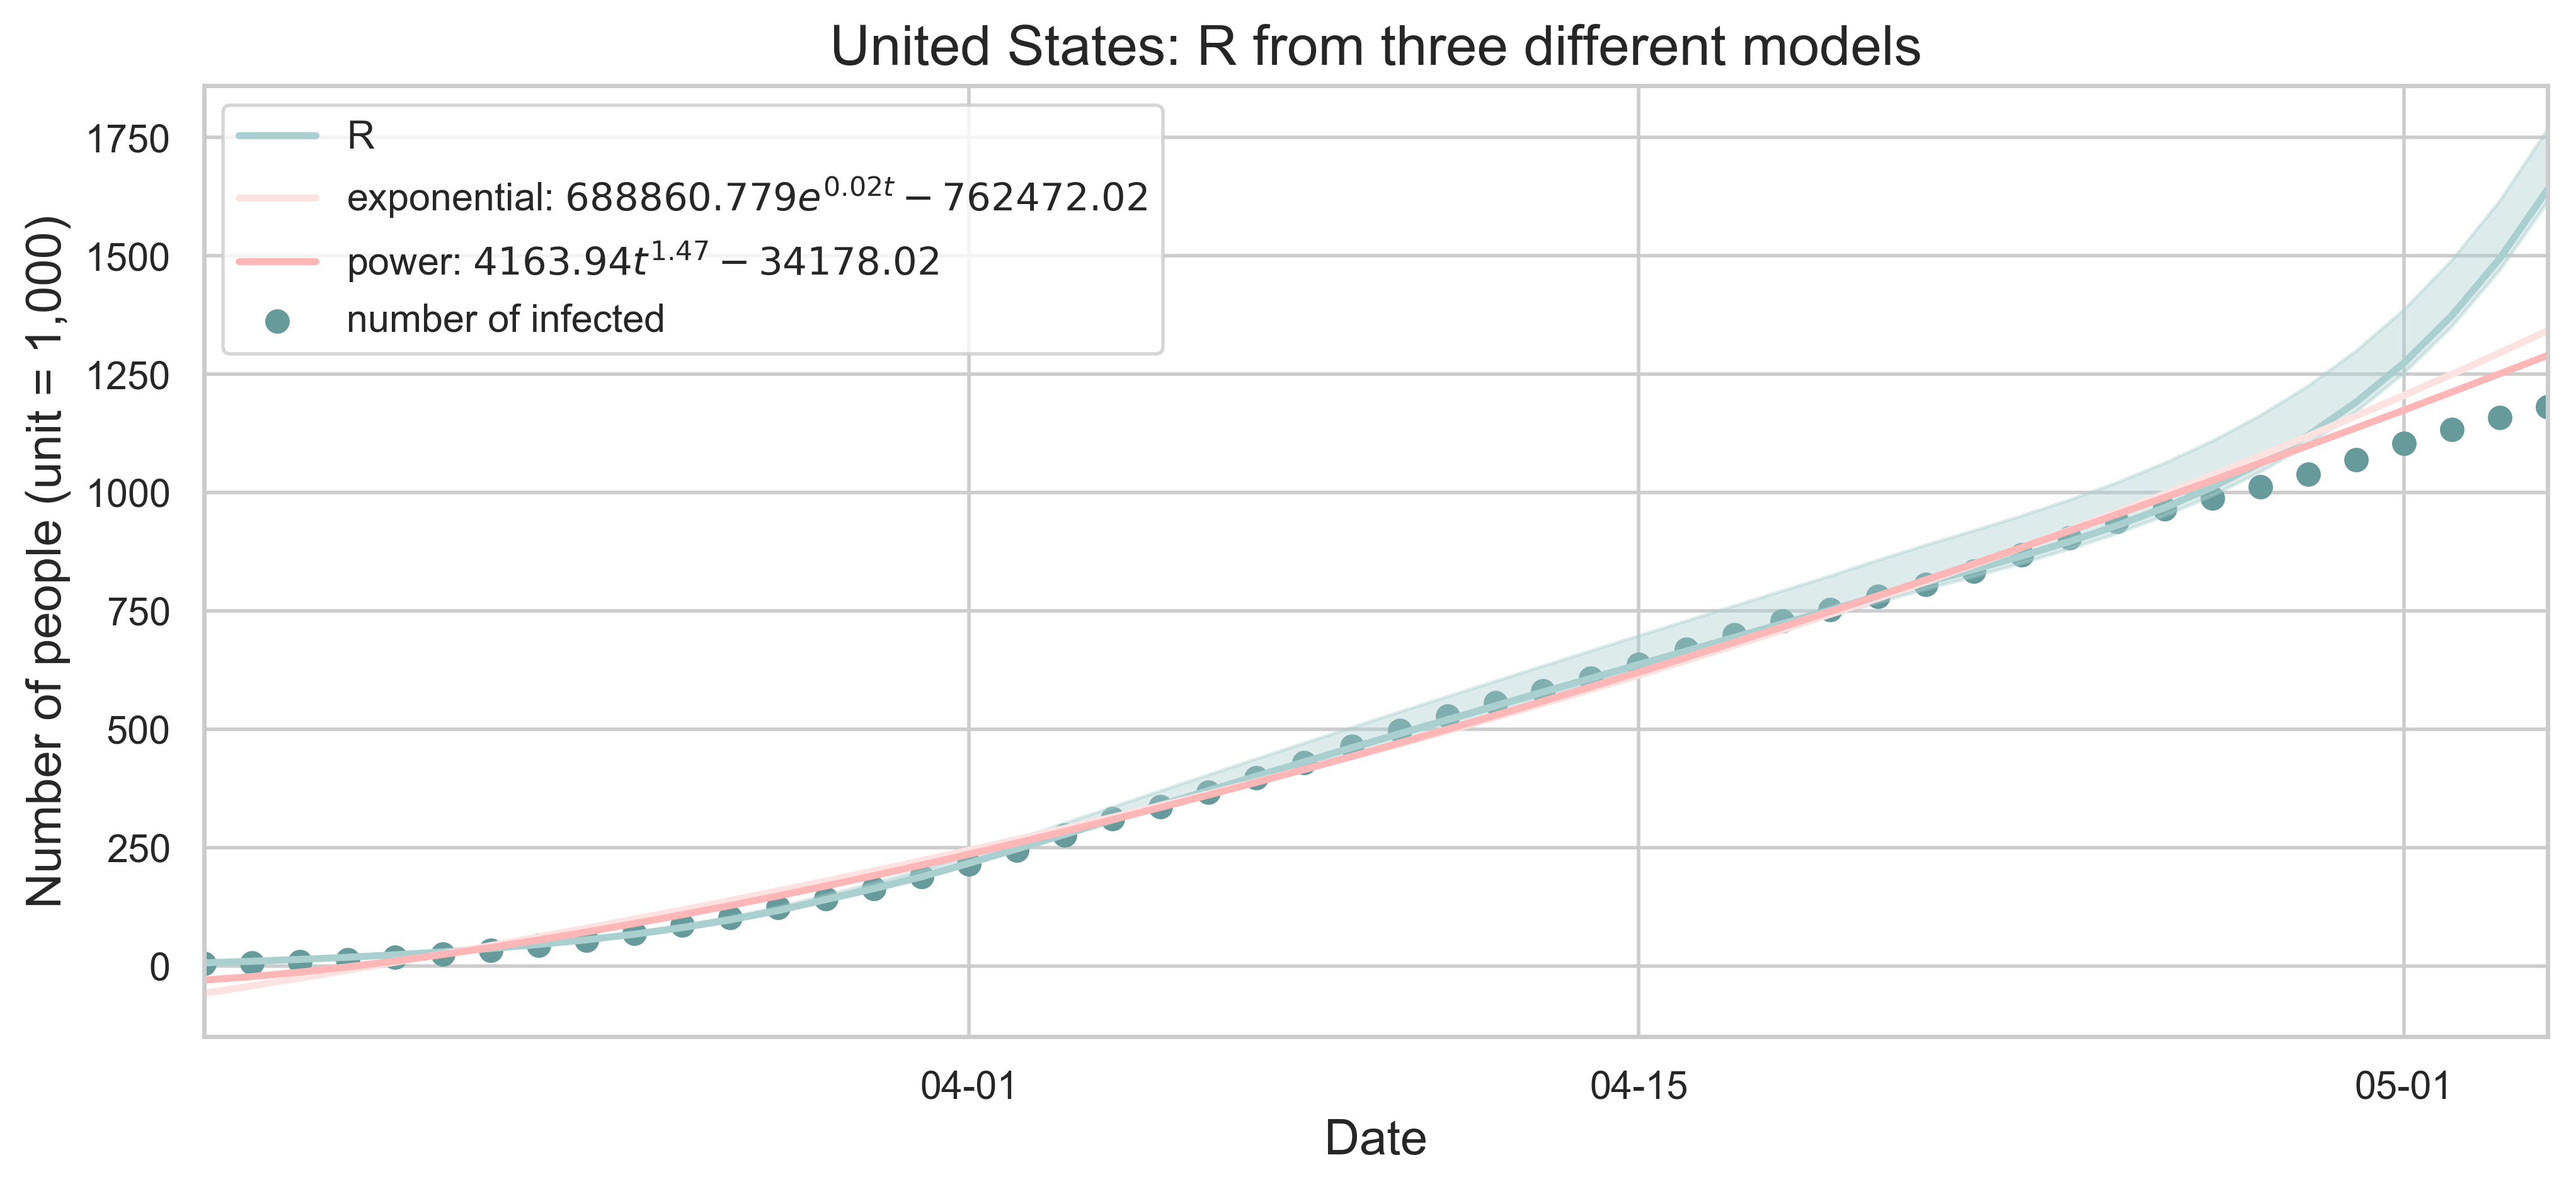 United States: R from three different models
Number of people (unit = 1,000)
1750
1500
1250
1000
750
500
250
0
R
exponential: 688860.779e^{0.02t} − 762472.02
power: 4163.94t^{1.47} − 34178.02
number of infected
04-01 04-15 05-01
Date